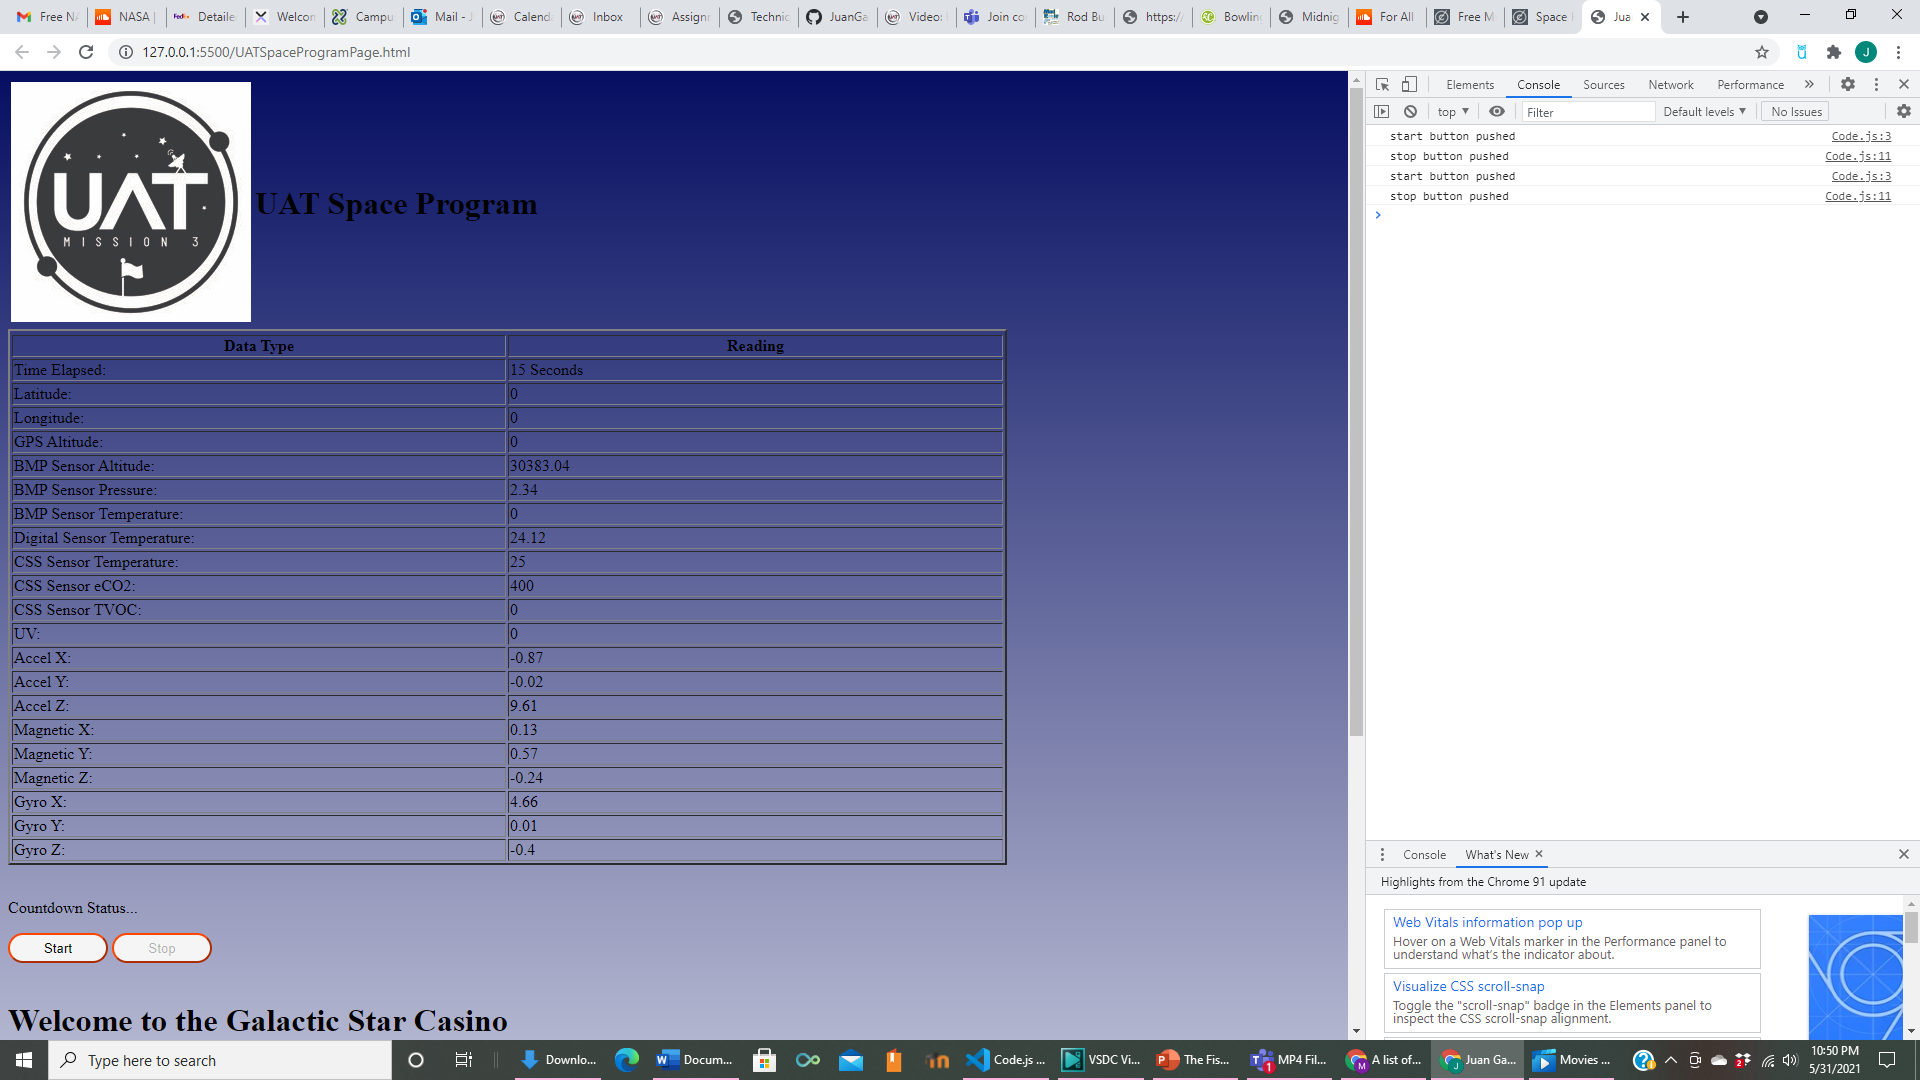 Free NA
NASA |
Detaile
Welcon
Campu
Mail - J
Calenda
Inbox
Assignr
Technic
JuanGa
Video:
Join co
Rod Bu
https:/
Bowling
Midnig
For All
Free M
Space
Jua
127.0.0.1:5500/UATSpaceProgramPage.html
J
UAT
MISSION 3
UAT Space Program
Data Type Reading
Time Elapsed: 15 Seconds
Latitude: 0
Longitude: 0
GPS Altitude: 0
BMP Sensor Altitude: 30383.04
BMP Sensor Pressure: 2.34
BMP Sensor Temperature: 0
Digital Sensor Temperature: 24.12
CSS Sensor Temperature: 25
CSS Sensor eCO2: 400
CSS Sensor TVOC: 0
UV: 0
Accel X: -0.87
Accel Y: -0.02
Accel Z: 9.61
Magnetic X: 0.13
Magnetic Y: 0.57
Magnetic Z: -0.24
Gyro X: 4.66
Gyro Y: 0.01
Gyro Z: -0.4
Countdown Status...
Start Stop
Welcome to the Galactic Star Casino
Elements Console Sources Network Performance
top Filter Default levels No Issues
start button pushed Code.js:3
stop button pushed Code.js:11
start button pushed Code.js:3
stop button pushed Code.js:11
Console What's New
Highlights from the Chrome 91 update
Web Vitals information pop up
Hover on a Web Vitals marker in the Performance panel to
understand what's the indicator about.
Visualize CSS scroll-snap
Toggle the "scroll-snap" badge in the Elements panel to
inspect the CSS scroll-snap alignment.
Type here to search
Downlo...
Docum...
Code.js ...
VSDC Vi...
The Fis...
MP4 Fil...
A list of...
Juan Ga...
Movies ...
10:50 PM
5/31/2021